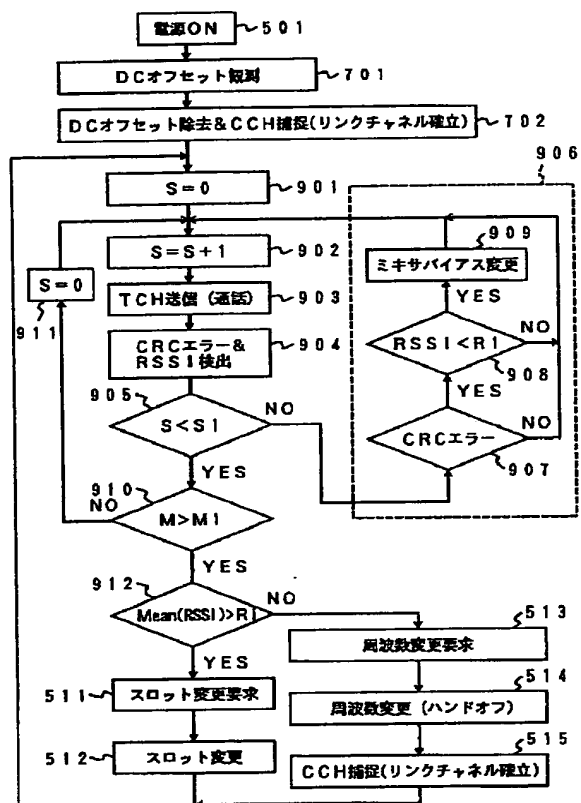 電源ON
501
DCオフセット観測
701
DCオフセット除去&CCH捕捉(リンクチャネル確立)
702
906
S=0
901
S=S+1
902
909
ミキサバイアス変更
S=0
911
TCH送信(通話)
903
YES
CRCエラー&
RSSI検出
904
RSSI<R1
NO
908
905
S<S1
NO
YES
CRCエラー
NO
907
YES
910
NO
M>M1
YES
912
Mean(RSSI)>R1
NO
513
周波数変更要求
YES
511
スロット変更要求
514
周波数変更(ハンドオフ)
512
スロット変更
515
CCH捕捉(リンクチャネル確立)